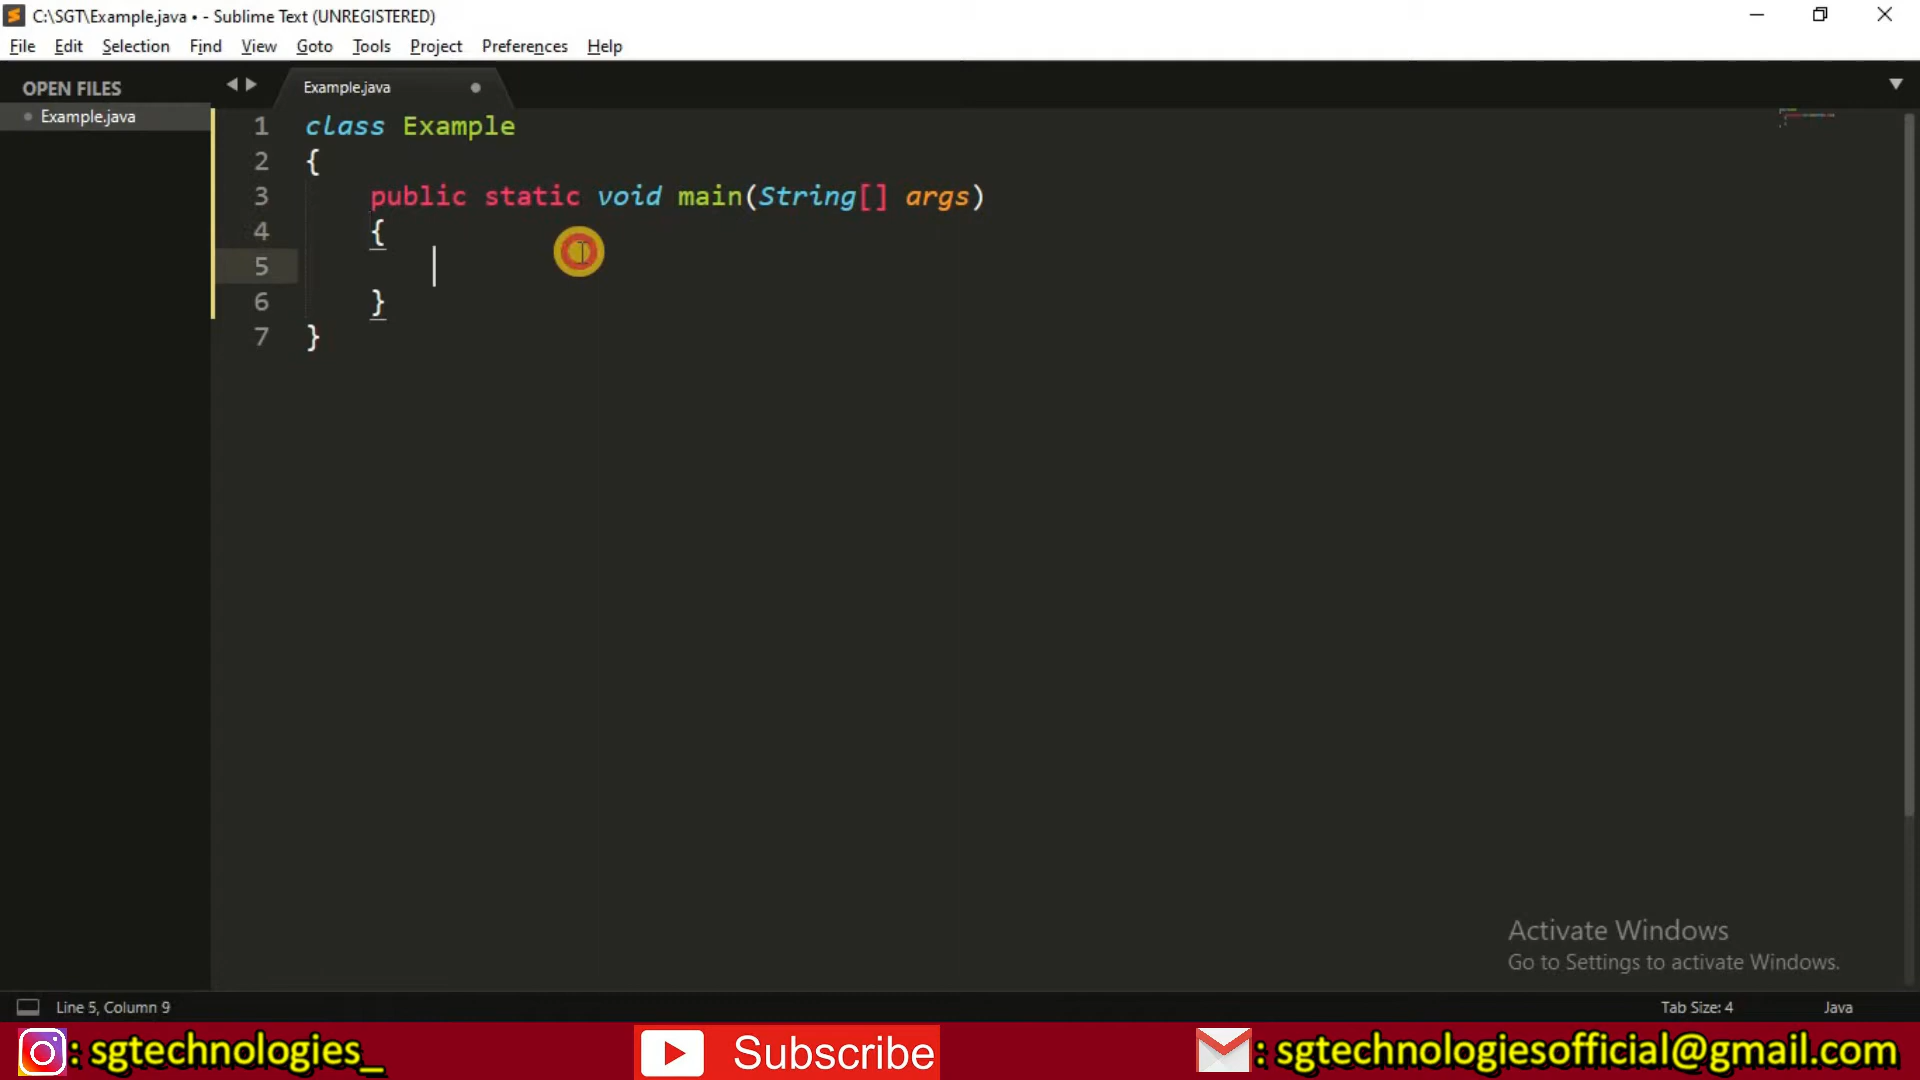 C:\SGT\Example.java • - Sublime Text (UNREGISTERED)
File Edit Selection Find View Goto Tools Project Preferences Help
OPEN FILES
Example.java
Example.java
1 class Example
2 {
3 public static void main(String[] args)
4 {
5
6 }
7 }
Activate Windows
Go to Settings to activate Windows.
Line 5, Column 9
Tab Size: 4
Java
: sgtechnologies_
Subscribe
: sgtechnologiesofficial@gmail.com